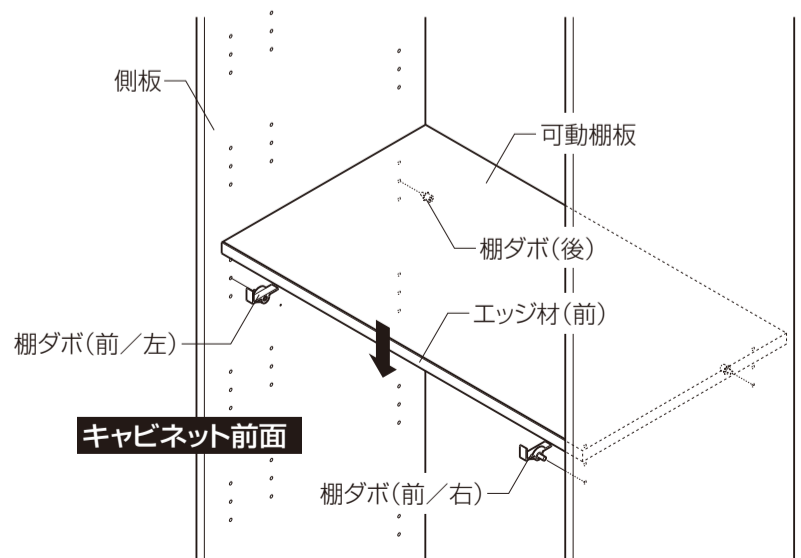 側板
可動棚板
棚ダボ(後)
エッジ材(前)
棚ダボ(前／左)
キャビネット前面
棚ダボ(前／右)